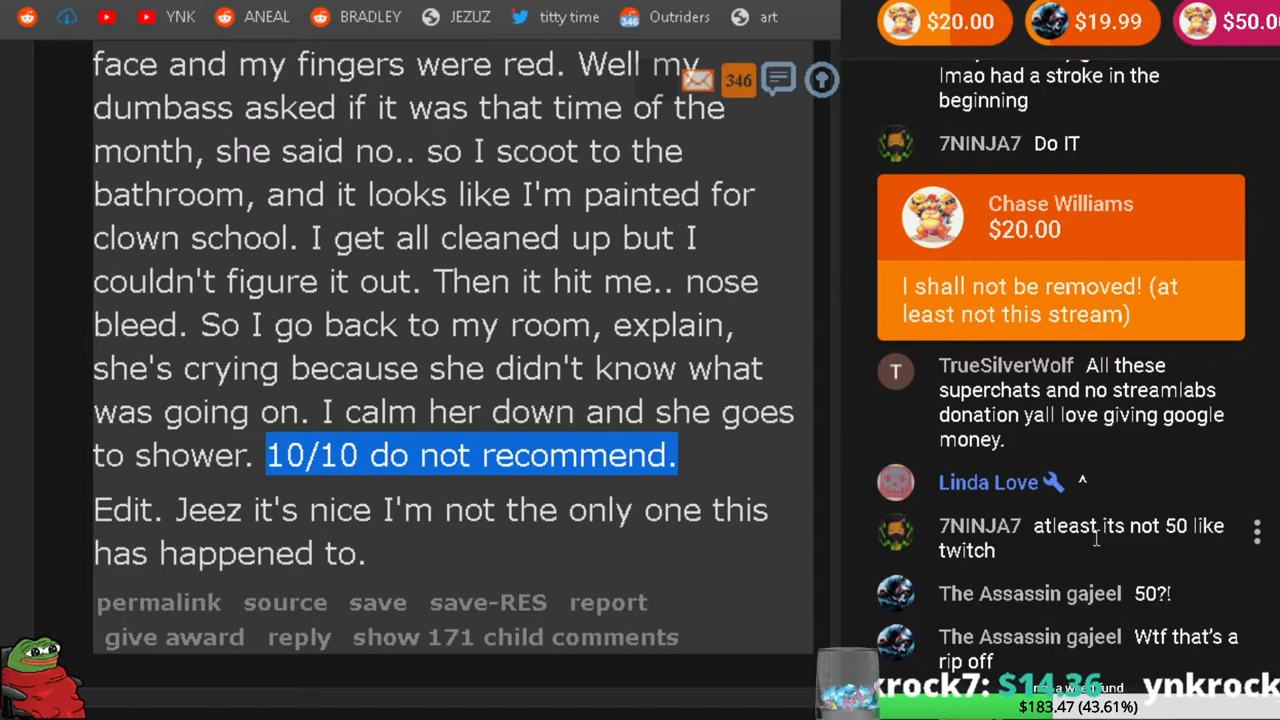 YNK
ANEAL
BRADLEY
JEZUZ
titty time
346
Outriders
art
face and my fingers were red. Well my
346
dumbass asked if it was that time of the
month, she said no.. so I scoot to the
bathroom, and it looks like I'm painted for
clown school. I get all cleaned up but I
couldn't figure it out. Then it hit me.. nose
bleed. So I go back to my room, explain,
she's crying because she didn't know what
was going on. I calm her down and she goes
to shower. 10/10 do not recommend.
Edit. Jeez it's nice I'm not the only one this
has happened to.
permalink source save save-RES report
give award reply show 171 child comments
$20.00
$19.99
$50.0
lmao had a stroke in the
beginning
7NINJA7 Do IT
Chase Williams
$20.00
I shall not be removed! (at
least not this stream)
T
TrueSilverWolf All these
superchats and no streamlabs
donation yall love giving google
money.
Linda Love ^
7NINJA7 atleast its not 50 like
twitch
The Assassin gajeel 50?!
The Assassin gajeel Wtf that's a
rip off
krock7: $14.36 ynkrock
$183.47 (43.61%)